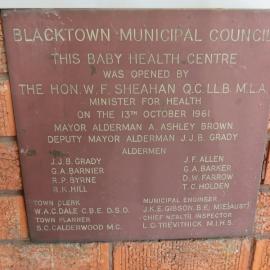 BLACKTOWN MUNICIPAL COUNCIL
THIS BABY HEALTH CENTRE
WAS OPENED BY
THE HON. W. F. SHEAHAN Q.C. LL.B. M.L.A.
MINISTER FOR HEALTH
ON THE 13TH OCTOBER 1961
MAYOR ALDERMAN A. ASHLEY BROWN
DEPUTY MAYOR ALDERMAN J.J.B. GRADY
ALDERMEN
J.J.B. GRADY J.F. ALLEN
G.A. BARNIER G.A. BARKER
R.P. BYRNE D.W. FARROW
R.K. HILL T.C. HOLDEN
TOWN CLERK
W.A.C. DALE C.B.E. D.S.O.
TOWN PLANNER
S.C. CALDERWOOD M.C.
MUNICIPAL ENGINEER
J.K.E. GIBSON. B.E. M.I.E.(AUST)
CHIEF HEALTH INSPECTOR
L.C. TREVITHICK M.I.H.S.